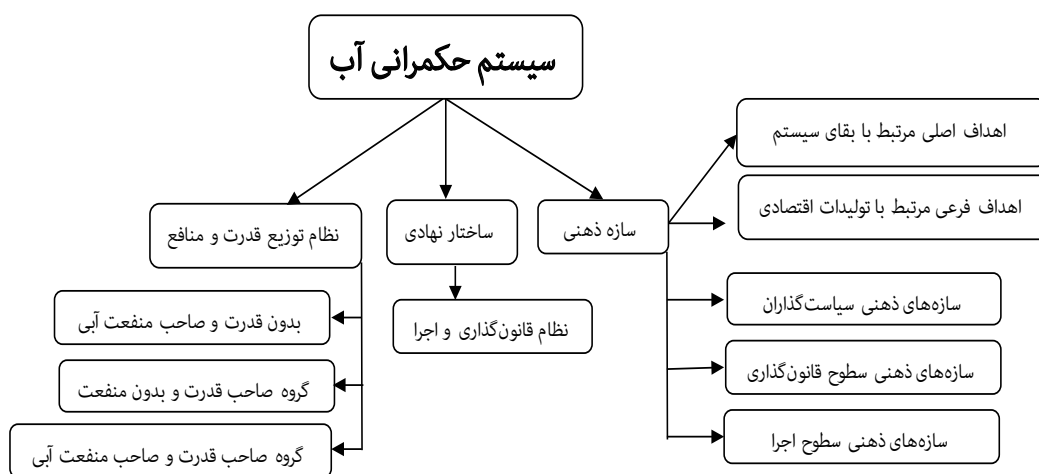 سیستم حکمرانی آب
اهداف اصلی مرتبط با بقای سیستم
اهداف فرعی مرتبط با تولیدات اقتصادی
سازه ذهنی
ساختار نهادی
نظام توزیع قدرت و منافع
سازه‌های ذهنی سیاست‌گذاران
سازه‌های ذهنی سطوح قانون‌گذاری
سازه‌های ذهنی سطوح اجرا
نظام قانون‌گذاری و اجرا
بدون قدرت و صاحب منفعت آبی
گروه صاحب قدرت و بدون منفعت
گروه صاحب قدرت و صاحب منفعت آبی